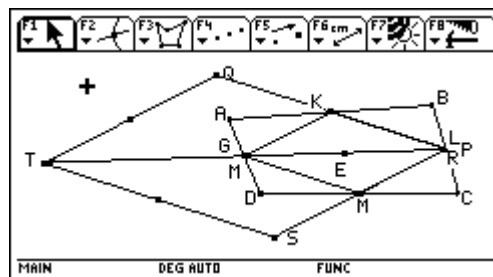 F1 F2 F3 F4 F5 F6 cm F7 F8
Q
K
B
A
G
L
T
P
R
M
E
D
M
C
S
MAIN DEG AUTO FUNC